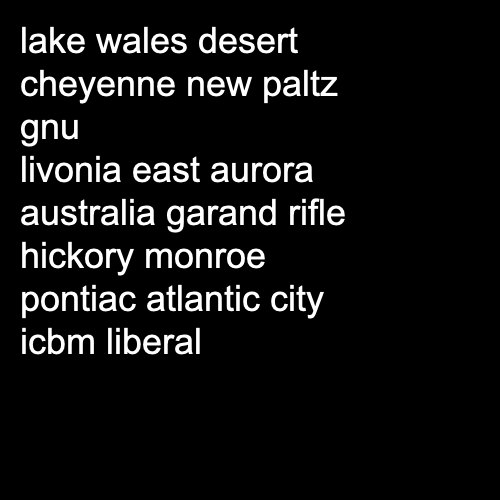 lake wales desert
cheyenne new paltz
gnu
livonia east aurora
australia garand rifle
hickory monroe
pontiac atlantic city
icbm liberal